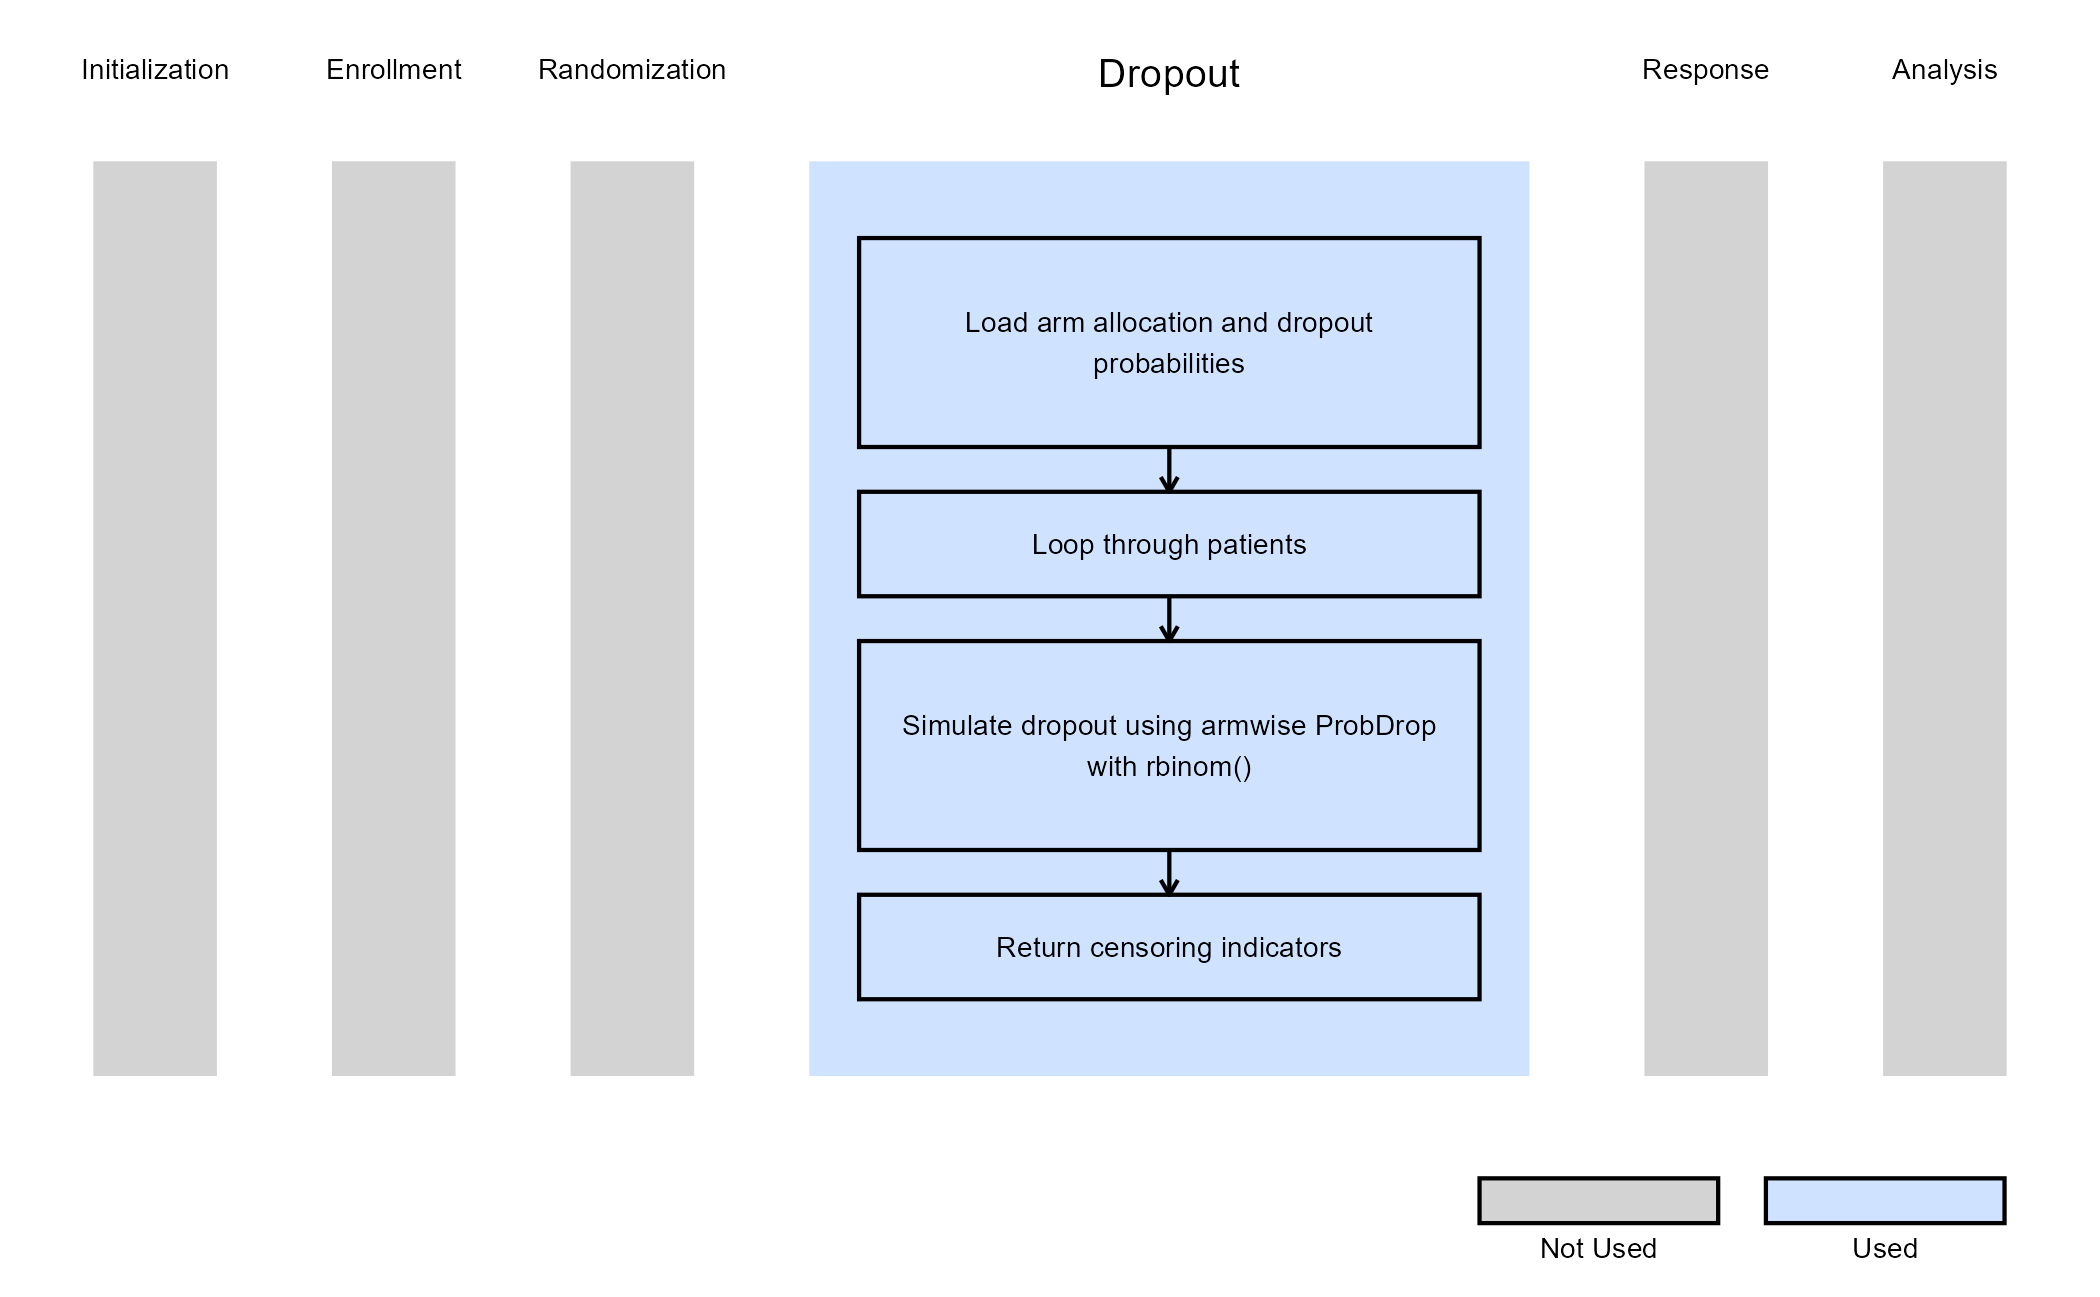 Initialization
Enrollment
Randomization
Dropout
Response
Analysis
Load arm allocation and dropout
probabilities
Loop through patients
Simulate dropout using armwise ProbDrop
with rbinom()
Return censoring indicators
Not Used
Used